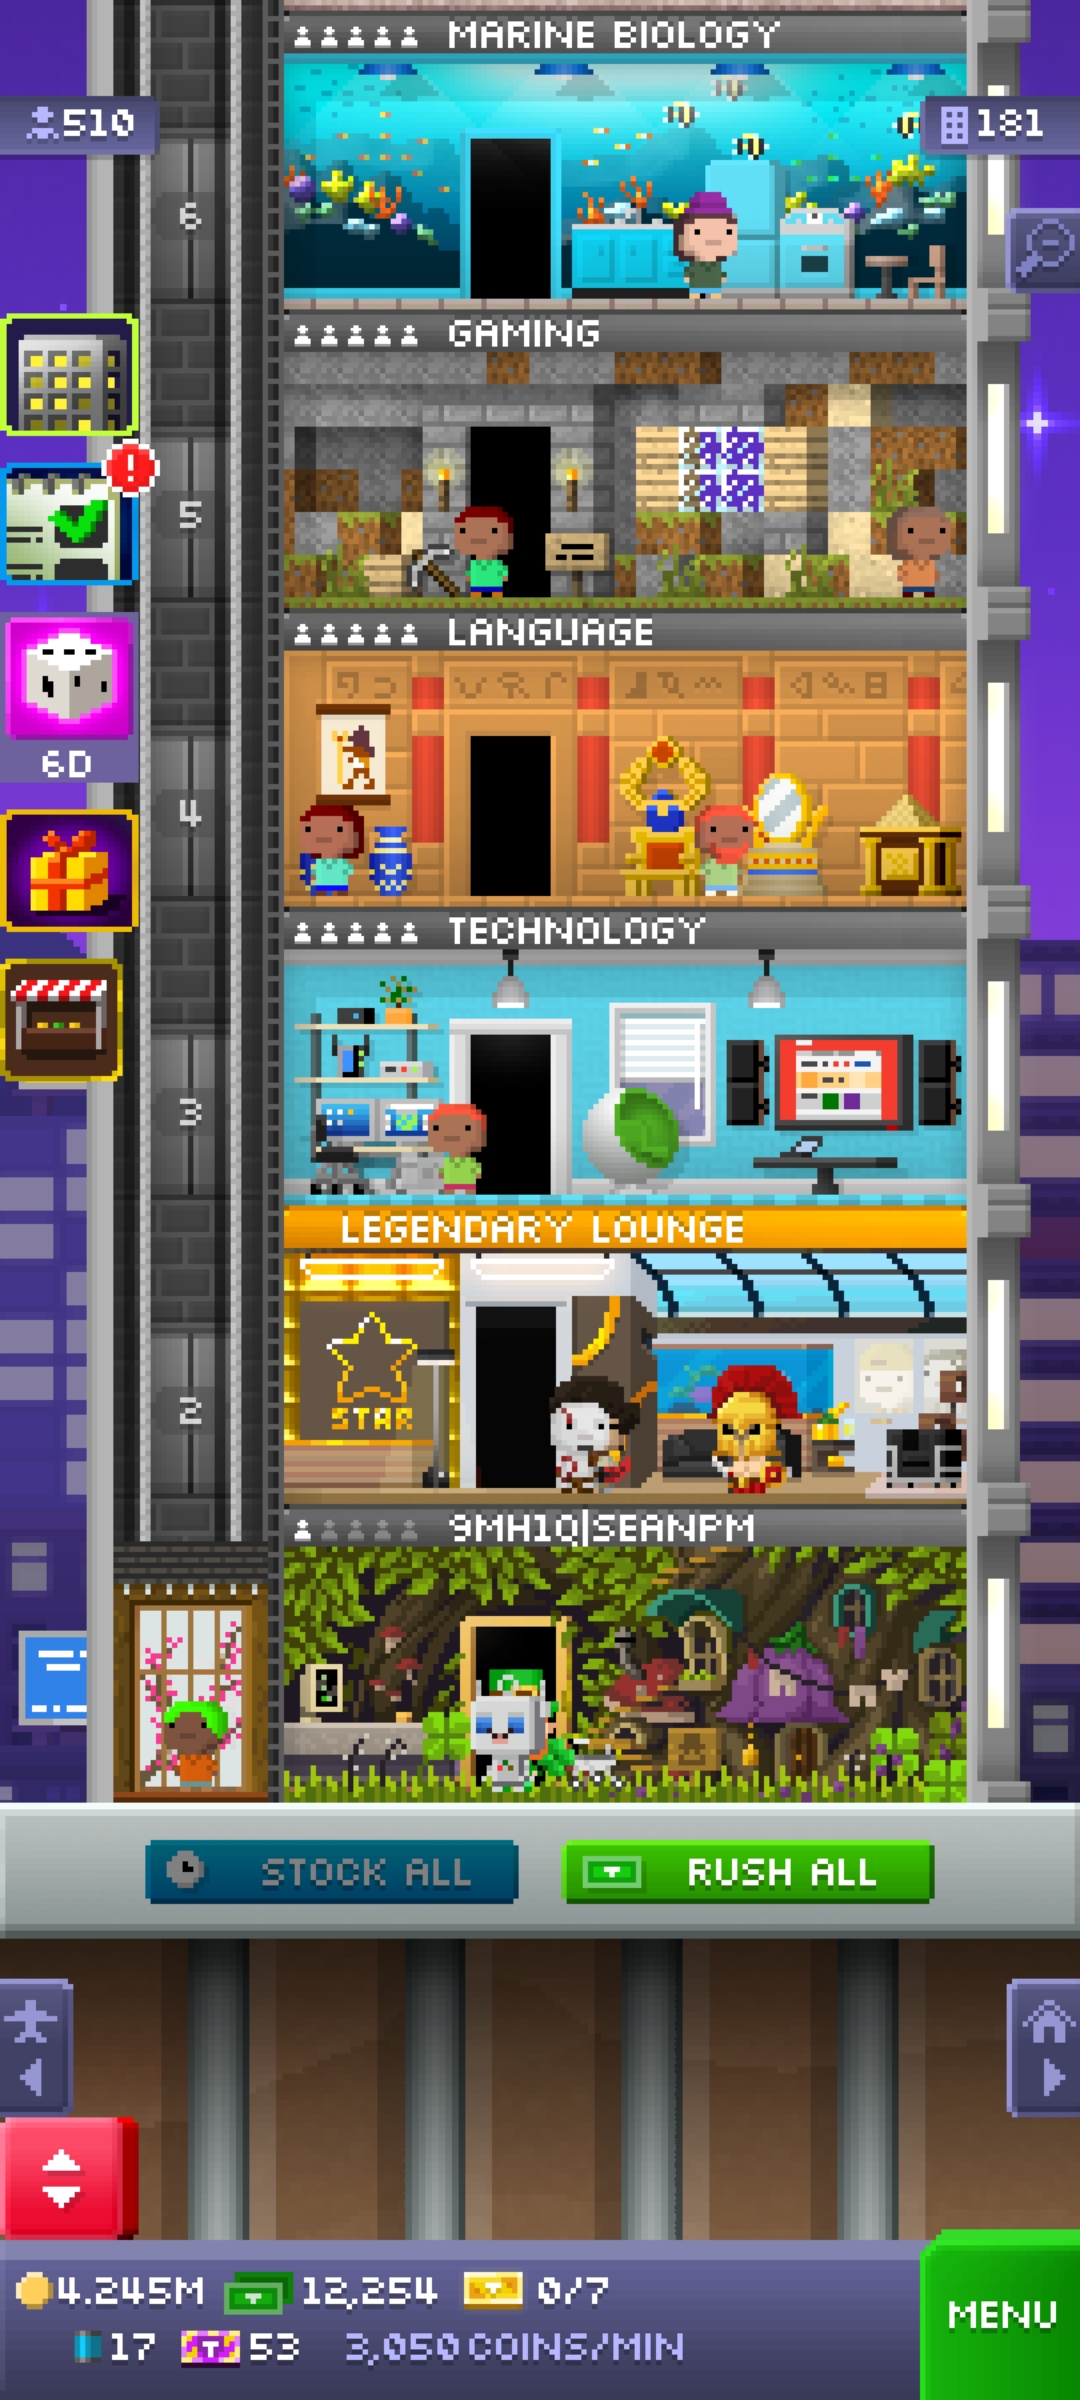 MARINE BIOLOGY
510
181
6
GAMING
5
LANGUAGE
6D
4
TECHNOLOGY
3
LEGENDARY LOUNGE
STAR
2
9MH1Q|SEANPM
STOCK ALL
RUSH ALL
4.245M
12,254
0/7
MENU
17
53
3,050 COINS/MIN